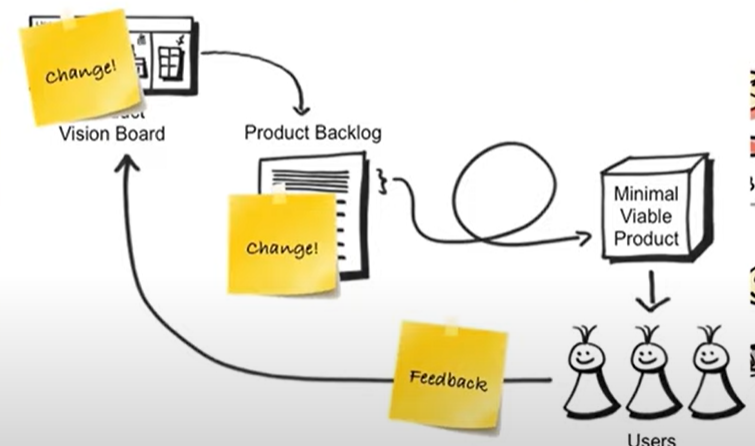 Change!
Vision Board
Product Backlog
Change!
Minimal
Viable
Product
Feedback
Users